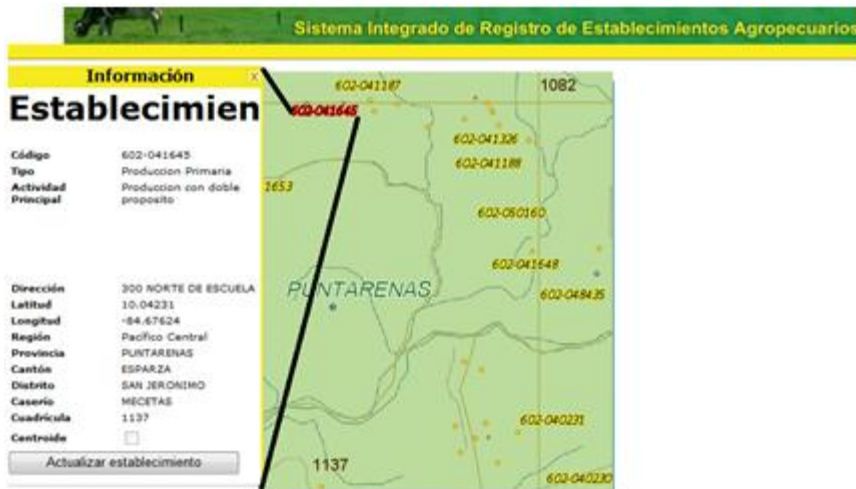 Sistema Integrado de Registro de Establecimientos Agropecuarios
Información
x
Establecimien
Código 602-041645
Tipo Produccion Primaria
Actividad Principal Produccion con doble proposito
Dirección 300 NORTE DE ESCUELA
Latitud 10.04231
Longitud -84.67624
Región Pacífico Central
Provincia PUNTARENAS
Cantón ESPARZA
Distrito SAN JERONIMO
Caserio MECETAS
Cuadrícula 1137
Centroide
Actualizar establecimiento
602-041187
1082
602-041645
602-041326
602-041188
1653
602-050160
602-041648
PUNTARENAS
602-048435
602-040231
1137
602-040230